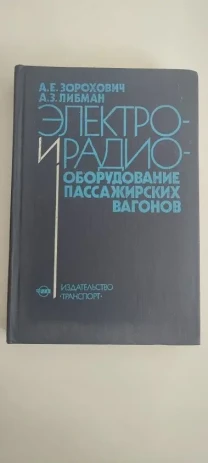 А.Е.ЗОРОХОВИЧ
А.З.ЛИБМАН
ЭЛЕКТРО-
И РАДИО-
ОБОРУДОВАНИЕ
ПАССАЖИРСКИХ
ВАГОНОВ
ИЗДАТЕЛЬСТВО
«ТРАНСПОРТ»